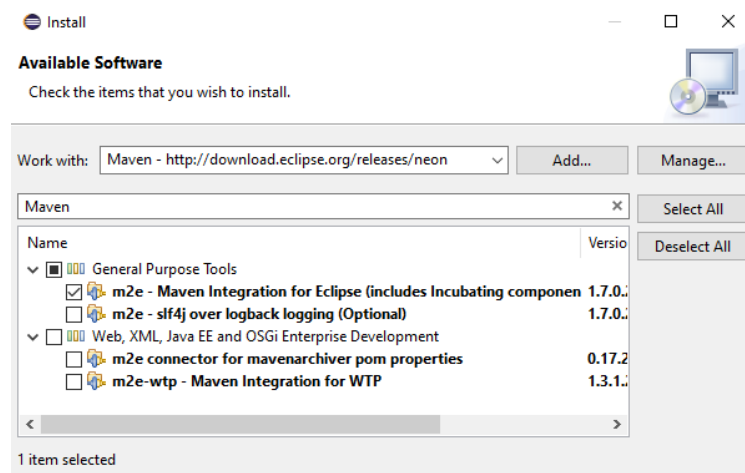 Install
Available Software
Check the items that you wish to install.
Work with: Maven - http://download.eclipse.org/releases/neon Add... Manage...
Maven Select All
Name Versio Deselect All
General Purpose Tools
m2e - Maven Integration for Eclipse (includes Incubating componen 1.7.0.2
m2e - slf4j over logback logging (Optional) 1.7.0.2
Web, XML, Java EE and OSGi Enterprise Development
m2e connector for mavenarchiver pom properties 0.17.2
m2e-wtp - Maven Integration for WTP 1.3.1.2
1 item selected